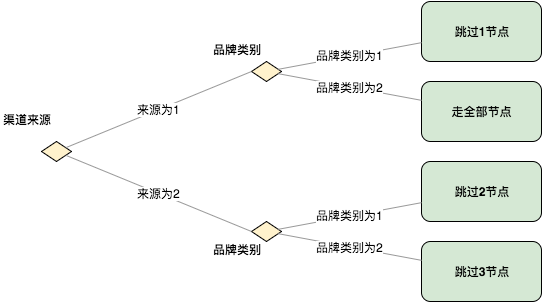 品牌类别
品牌类别为1
跳过1节点
品牌类别为2
走全部节点
来源为1
渠道来源
来源为2
品牌类别为1
跳过2节点
品牌类别
品牌类别为2
跳过3节点